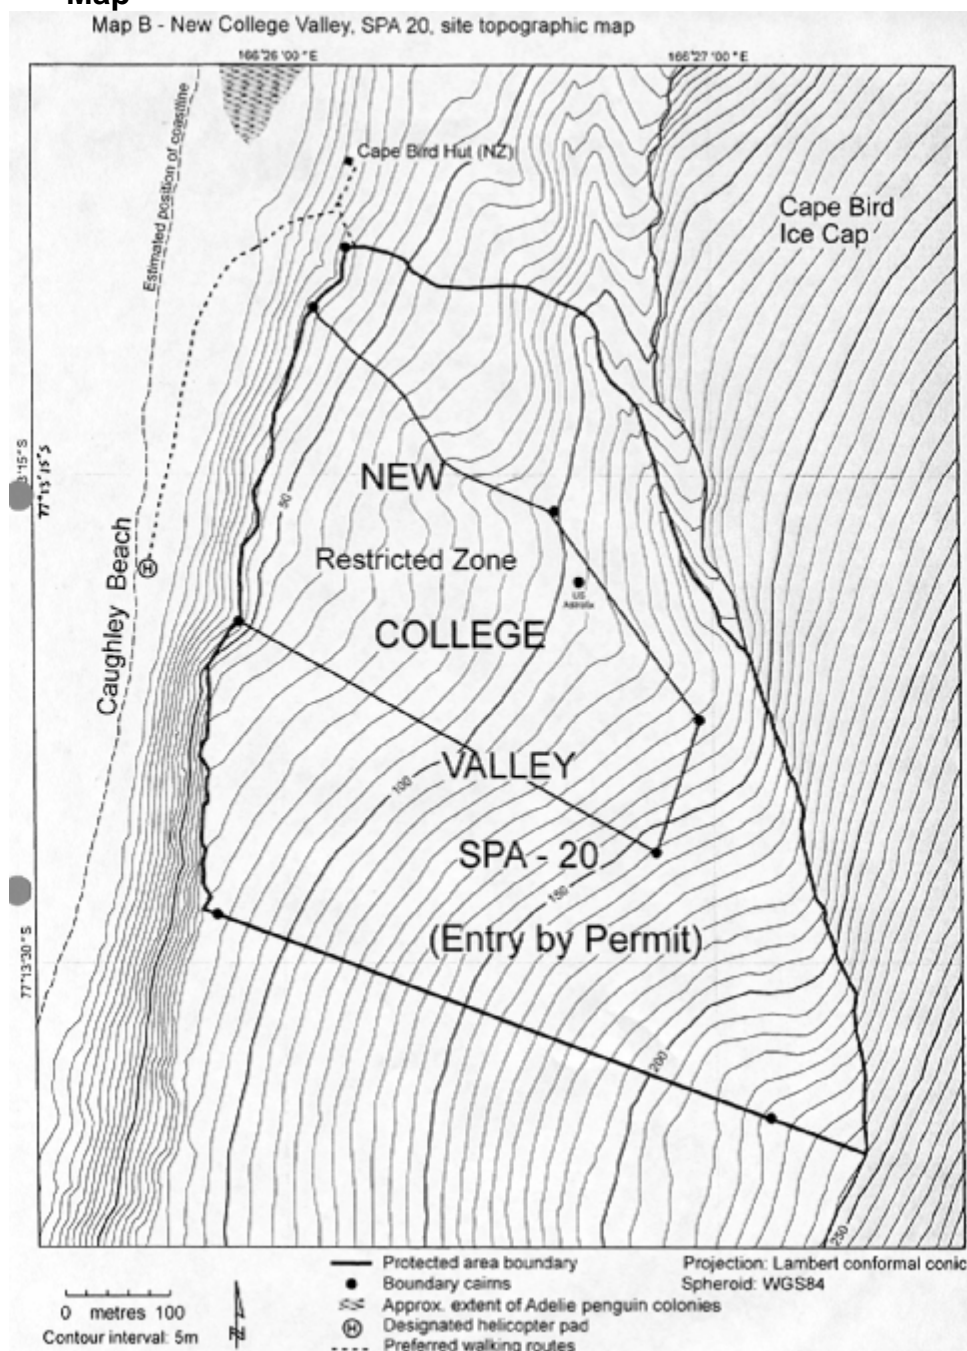 Map
Map B - New College Valley, SPA 20, site topographic map
166°26 '00 " E
166°27 '00 " E
Cape Bird Hut (NZ)
Estimated position of coastline
Cape Bird
Ice Cap
77°13'15"S
NEW
50
Restricted Zone
US
COLLEGE
Caughley Beach
H
VALLEY
100
SPA - 20
150
(Entry by Permit)
77°13'30"S
200
250
Protected area boundary
Projection: Lambert conformal conic
Boundary cairns
Spheroid: WGS84
0 metres 100
Approx. extent of Adelie penguin colonies
N
H Designated helicopter pad
Contour interval: 5m
Preferred walking routes